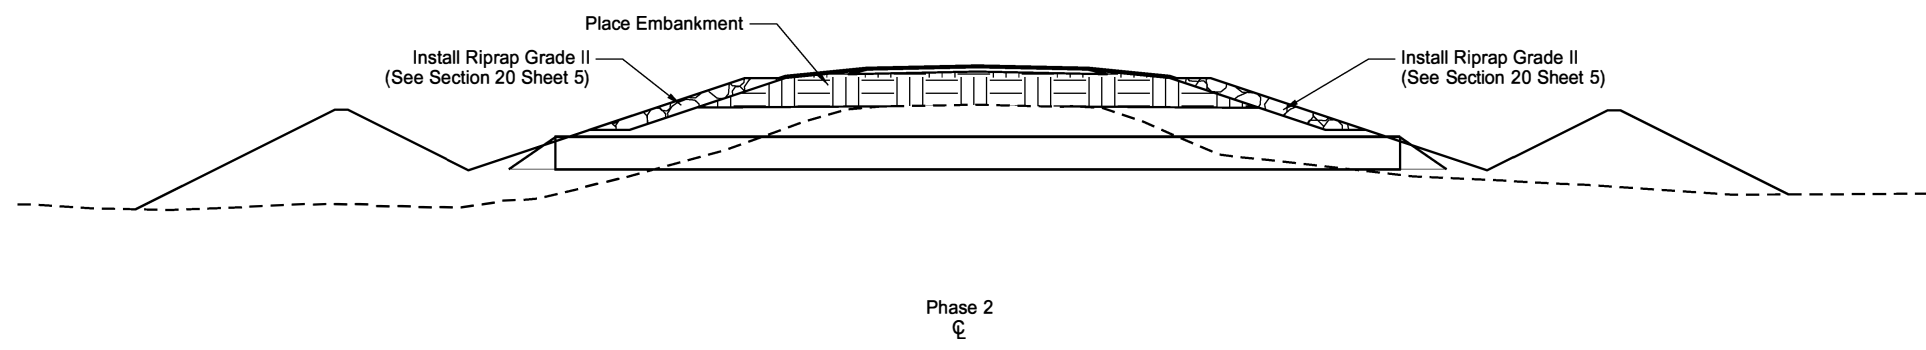 Place Embankment
Install Riprap Grade II
(See Section 20 Sheet 5)
Install Riprap Grade II
(See Section 20 Sheet 5)
Phase 2
℄